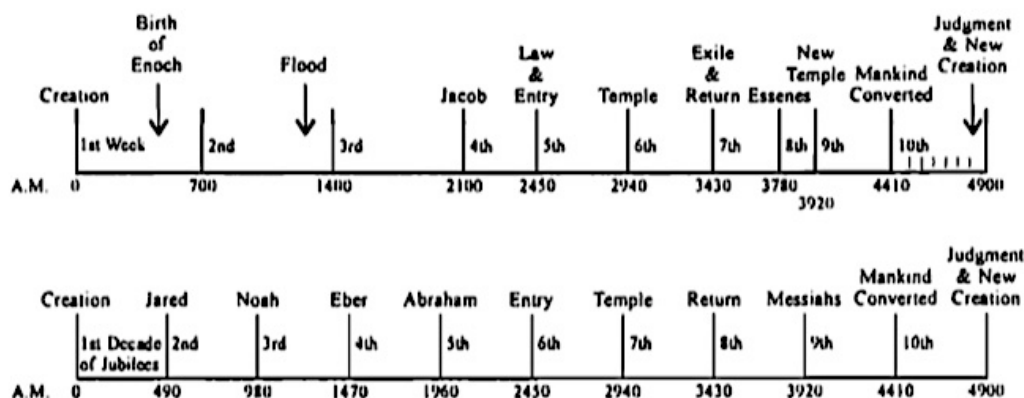 Birth of Enoch
Flood
Law & Entry
Exile & Return
New Temple
Judgment & New Creation
Creation
Jacob
Temple
Essenes
Mankind Converted
1st Week
2nd
3rd
4th
5th
6th
7th
8th
9th
10th
A.M. 0 700 1400 2100 2450 2940 3430 3780 3920 4410 4900
Creation
Jared
Noah
Eber
Abraham
Entry
Temple
Return
Messiahs
Mankind Converted
Judgment & New Creation
1st Decade of Jubilees
2nd
3rd
4th
5th
6th
7th
8th
9th
10th
A.M. 0 490 980 1470 1960 2450 2940 3430 3920 4410 4900